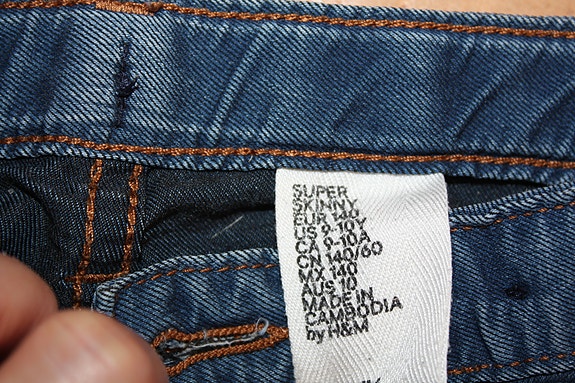 SUPER
SKINNY
EUR 140
US 9-10Y
CA 9-10A
CN 140/60
MX 140
AUS 10
MADE IN
CAMBODIA
by H&M